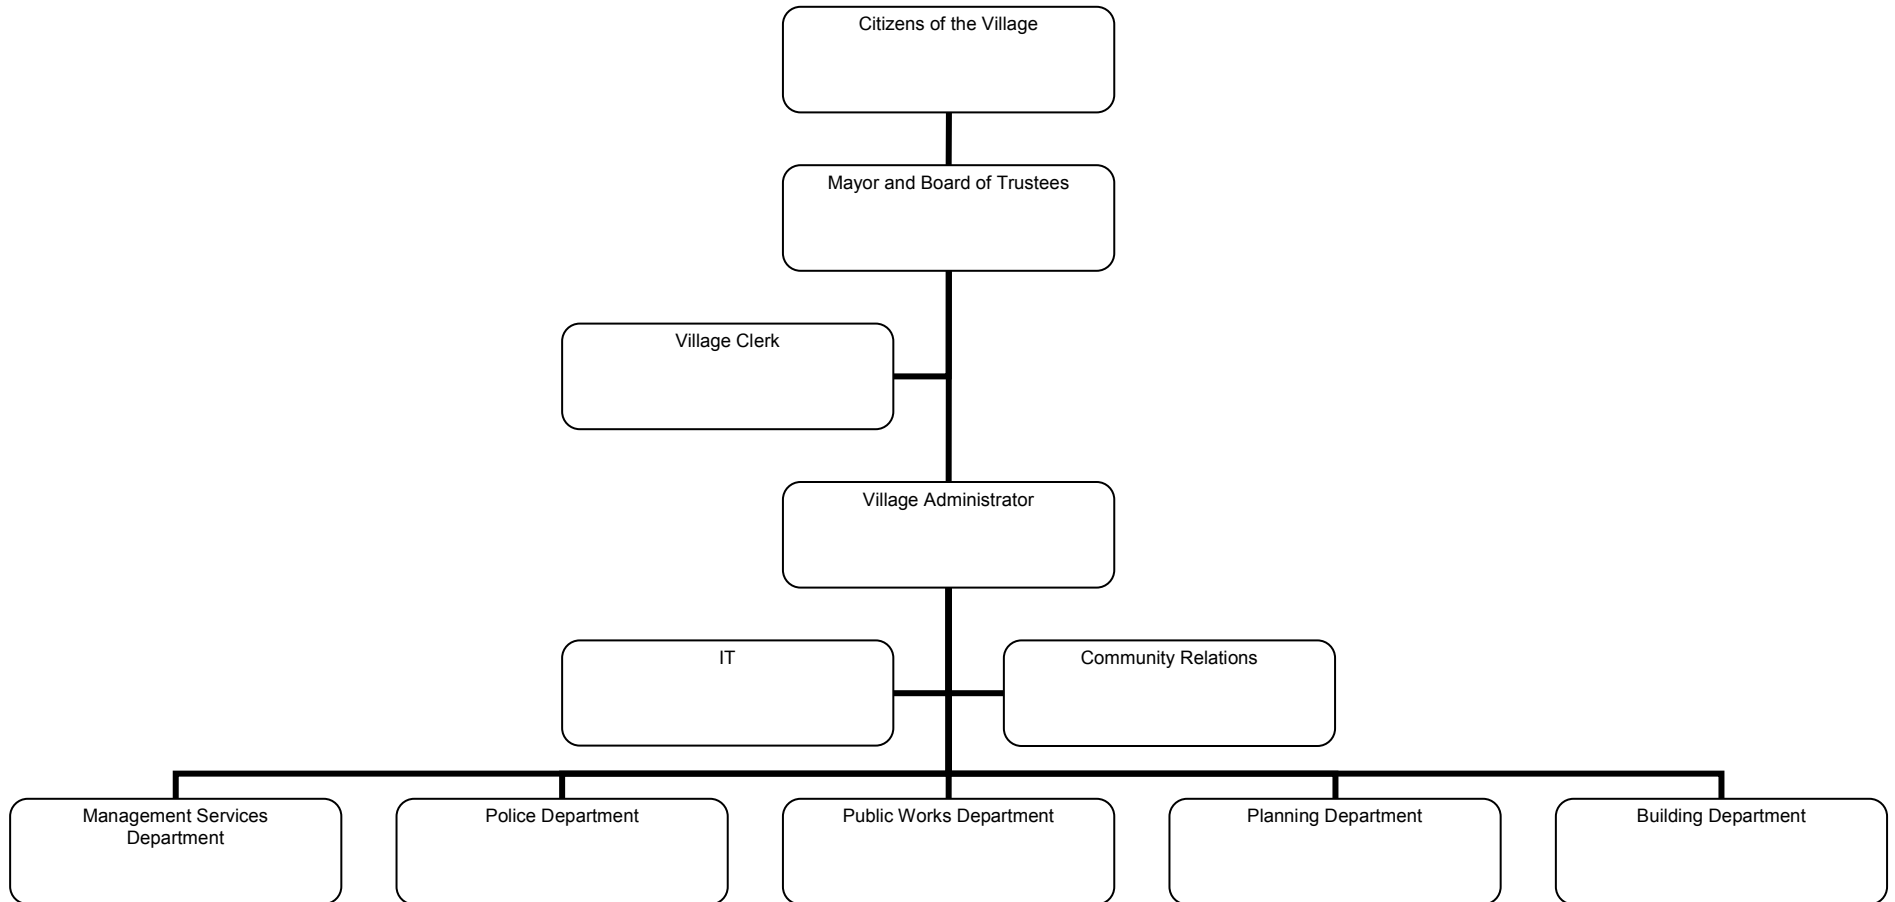 Citizens of the Village
Mayor and Board of Trustees
Village Clerk
Village Administrator
IT
Community Relations
Management Services
Department
Police Department
Public Works Department
Planning Department
Building Department